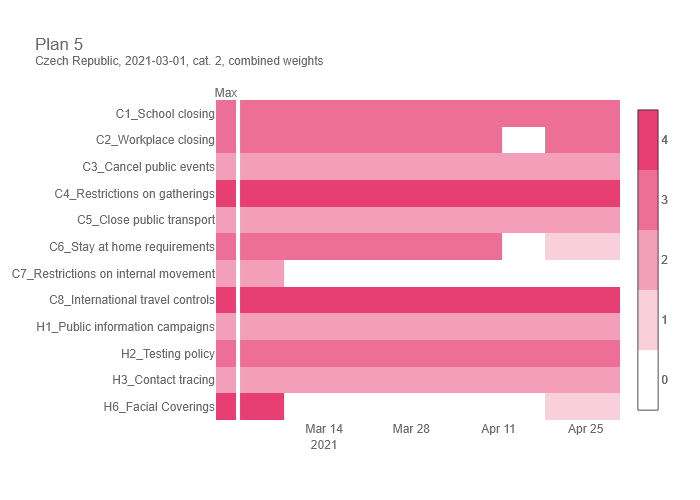 Plan 5
Czech Republic, 2021-03-01, cat. 2, combined weights
Max
C1_School closing
C2_Workplace closing
C3_Cancel public events
C4_Restrictions on gatherings
C5_Close public transport
C6_Stay at home requirements
C7_Restrictions on internal movement
C8_International travel controls
H1_Public information campaigns
H2_Testing policy
H3_Contact tracing
H6_Facial Coverings
Mar 14
2021
Mar 28
Apr 11
Apr 25
4
3
2
1
0